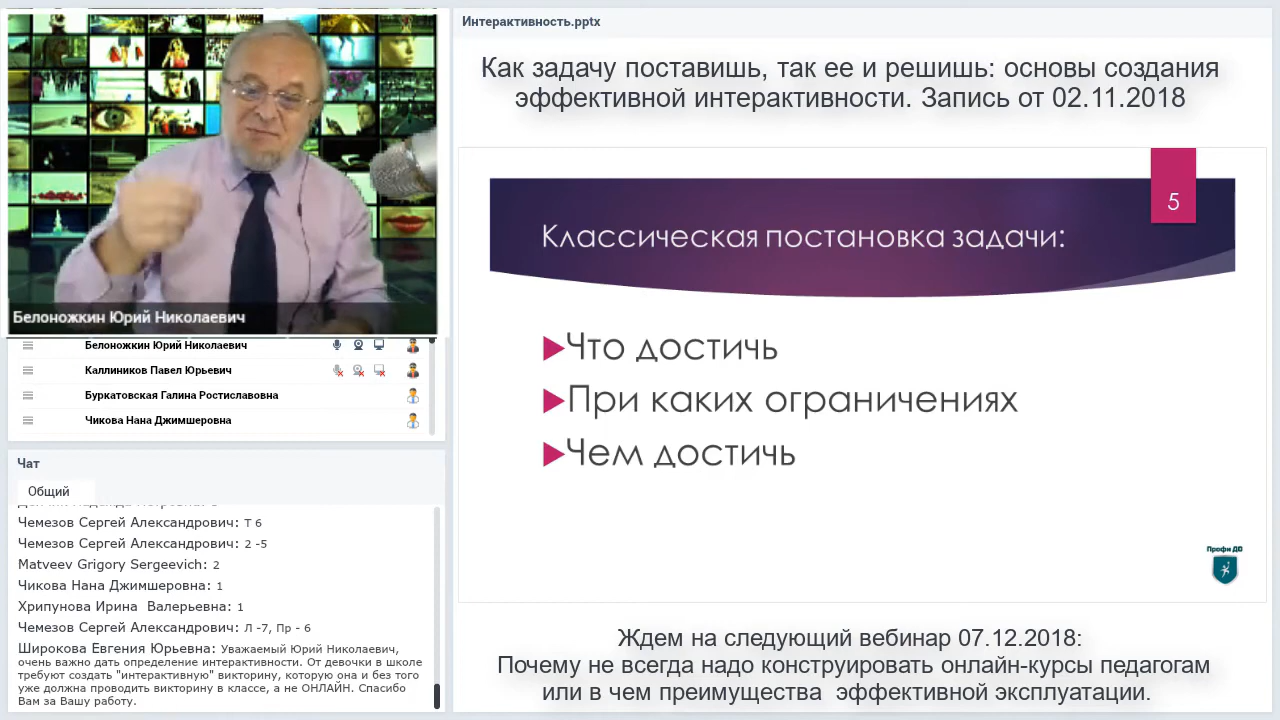 Интерактивность.pptx
Как задачу поставишь, так ее и решишь: основы создания
эффективной интерактивности. Запись от 02.11.2018
5
Классическая постановка задачи:
Что достичь
При каких ограничениях
Чем достичь
Профи ДО
Ждем на следующий вебинар 07.12.2018:
Почему не всегда надо конструировать онлайн-курсы педагогам
или в чем преимущества эффективной эксплуатации.
Белоножкин Юрий Николаевич
Белоножкин Юрий Николаевич
Каллиников Павел Юрьевич
Буркатовская Галина Ростиславовна
Чикова Нана Джимшеровна
Чат
Общий
Чемезов Сергей Александрович: Т 6
Чемезов Сергей Александрович: 2 -5
Matveev Grigory Sergeevich: 2
Чикова Нана Джимшеровна: 1
Хрипунова Ирина Валерьевна: 1
Чемезов Сергей Александрович: Л -7, Пр - 6
Широкова Евгения Юрьевна: Уважаемый Юрий Николаевич,
очень важно дать определение интерактивности. От девочки в школе
требуют создать "интерактивную" викторину, которую она и без того
уже должна проводить викторину в классе, а не ОНЛАЙН. Спасибо
Вам за Вашу работу.